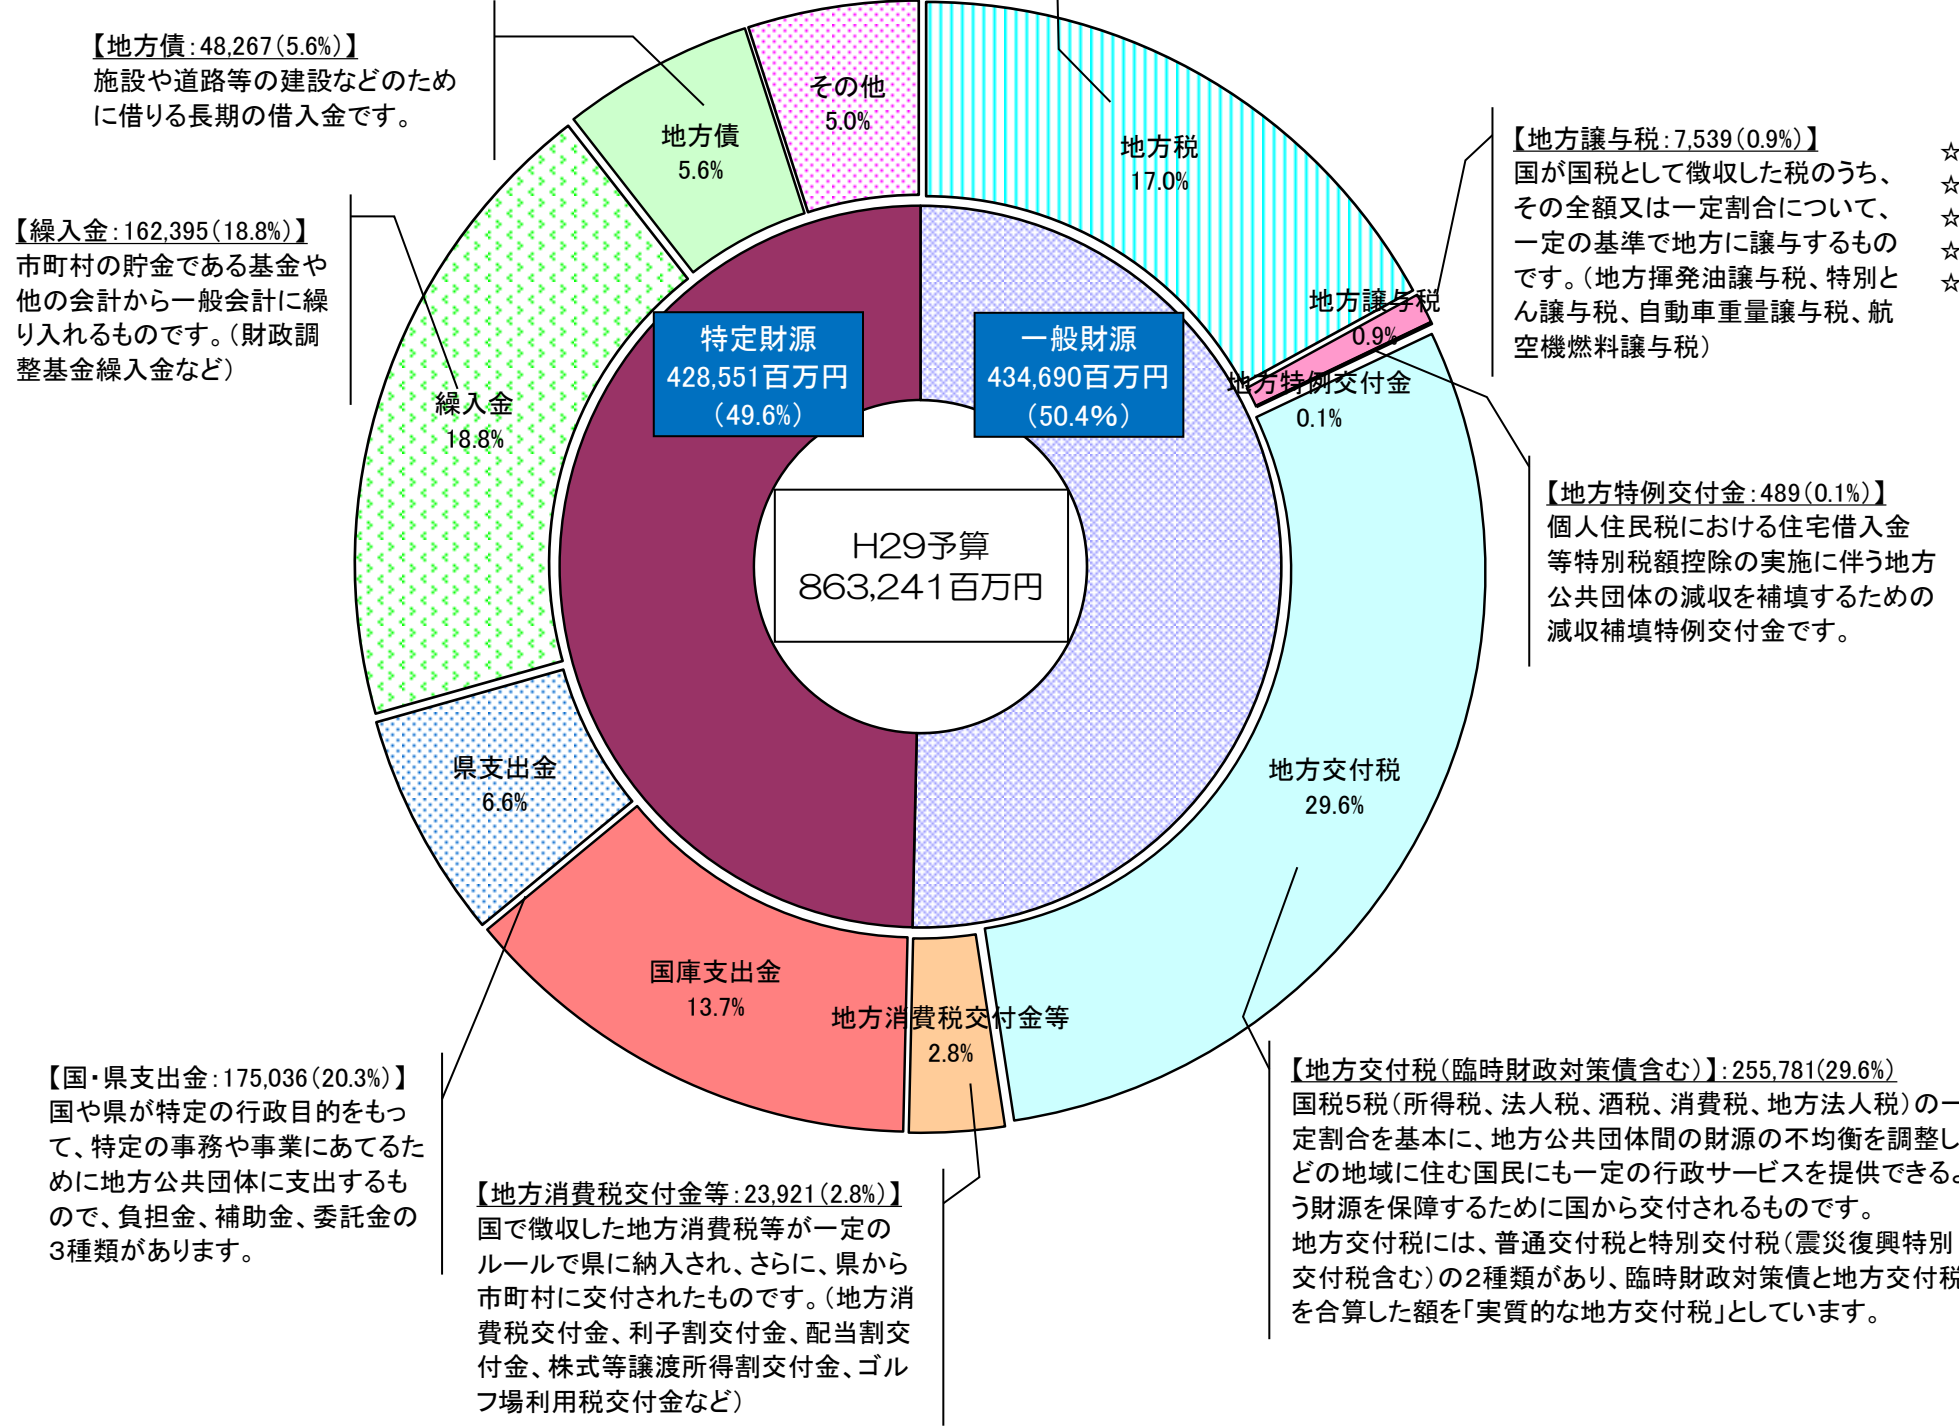 【地方債：48,267（5.6%）】
施設や道路等の建設などのため
に借りる長期の借入金です。
【繰入金：162,395（18.8%）】
市町村の貯金である基金や
他の会計から一般会計に繰
り入れるものです。（財政調
整基金繰入金など）
その他
5.0%
地方債
5.6%
地方税
17.0%
【地方譲与税：7,539（0.9%）】
国が国税として徴収した税のうち、
その全額又は一定割合について、
一定の基準で地方に譲与するもの
です。（地方揮発油譲与税、特別と
ん譲与税、自動車重量譲与税、航
空機燃料譲与税）
☆
☆
☆
☆
☆
地方譲与税
0.9%
地方特例交付金
0.1%
特定財源
428,551百万円
（49.6%）
一般財源
434,690百万円
（50.4%）
繰入金
18.8%
H29予算
863,241百万円
【地方特例交付金：489（0.1%）】
個人住民税における住宅借入金
等特別税額控除の実施に伴う地方
公共団体の減収を補填するための
減収補填特例交付金です。
県支出金
6.6%
地方交付税
29.6%
国庫支出金
13.7%
地方消費税交付金等
2.8%
【国・県支出金：175,036（20.3%）】
国や県が特定の行政目的をもっ
て、特定の事務や事業にあてるた
めに地方公共団体に支出するも
ので、負担金、補助金、委託金の
３種類があります。
【地方消費税交付金等：23,921（2.8%）】
国で徴収した地方消費税等が一定の
ルールで県に納入され、さらに、県から
市町村に交付されたものです。（地方消
費税交付金、利子割交付金、配当割交
付金、株式等譲渡所得割交付金、ゴル
フ場利用税交付金など）
【地方交付税（臨時財政対策債含む）】：255,781(29.6%)
国税５税（所得税、法人税、酒税、消費税、地方法人税）の一
定割合を基本に、地方公共団体間の財源の不均衡を調整し
どの地域に住む国民にも一定の行政サービスを提供できるよ
う財源を保障するために国から交付されるものです。
地方交付税には、普通交付税と特別交付税（震災復興特別
交付税含む）の２種類があり、臨時財政対策債と地方交付税
を合算した額を「実質的な地方交付税」としています。